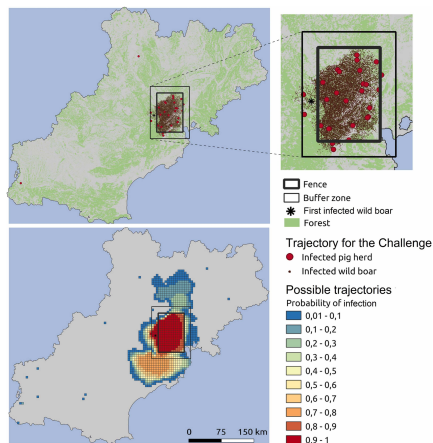 Fence
Buffer zone
First infected wild boar
Forest
Trajectory for the Challenge
Infected pig herd
Infected wild boar
Possible trajectories
Probability of infection
0,01 - 0,1
0,1 - 0,2
0,2 - 0,3
0,3 - 0,4
0,4 - 0,5
0,5 - 0,6
0,6 - 0,7
0,7 - 0,8
0,8 - 0,9
0.9 - 1
0 75 150 km